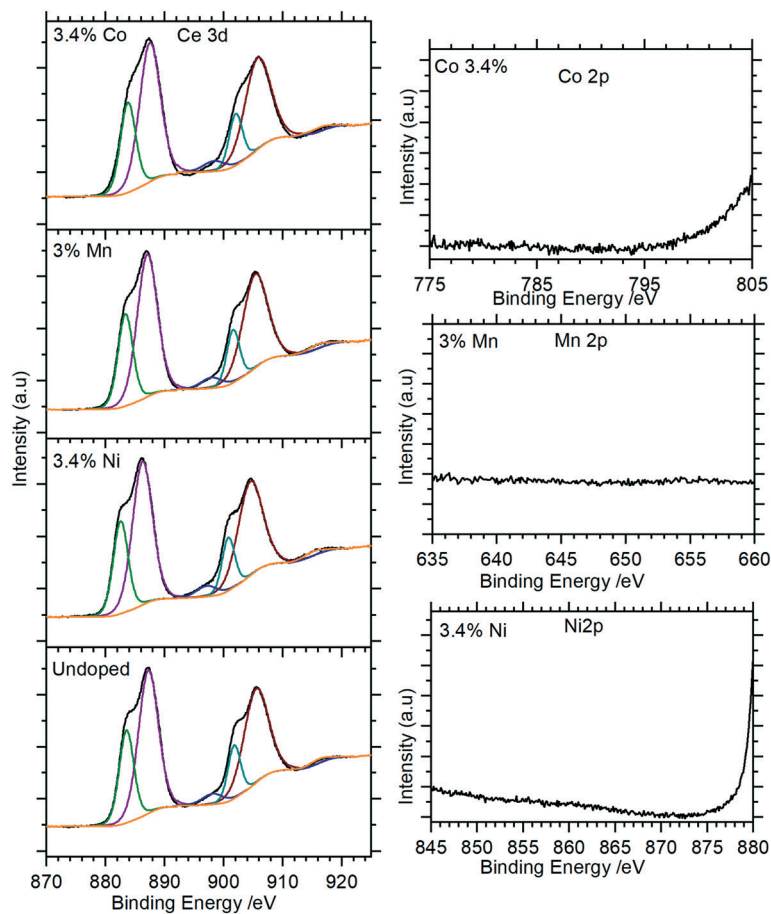 3.4% Co Ce 3d
3% Mn
3.4% Ni
Undoped
Intensity (a.u)
870 880 890 900 910 920
Binding Energy /eV
Co 3.4%
Co 2p
Intensity (a.u)
775 785 795 805
Binding Energy /eV
3% Mn Mn 2p
Intensity (a.u)
635 640 645 650 655 660
Binding Energy /eV
3.4% Ni Ni2p
Intensity (a.u)
845 850 855 860 865 870 875 880
Binding Energy /eV